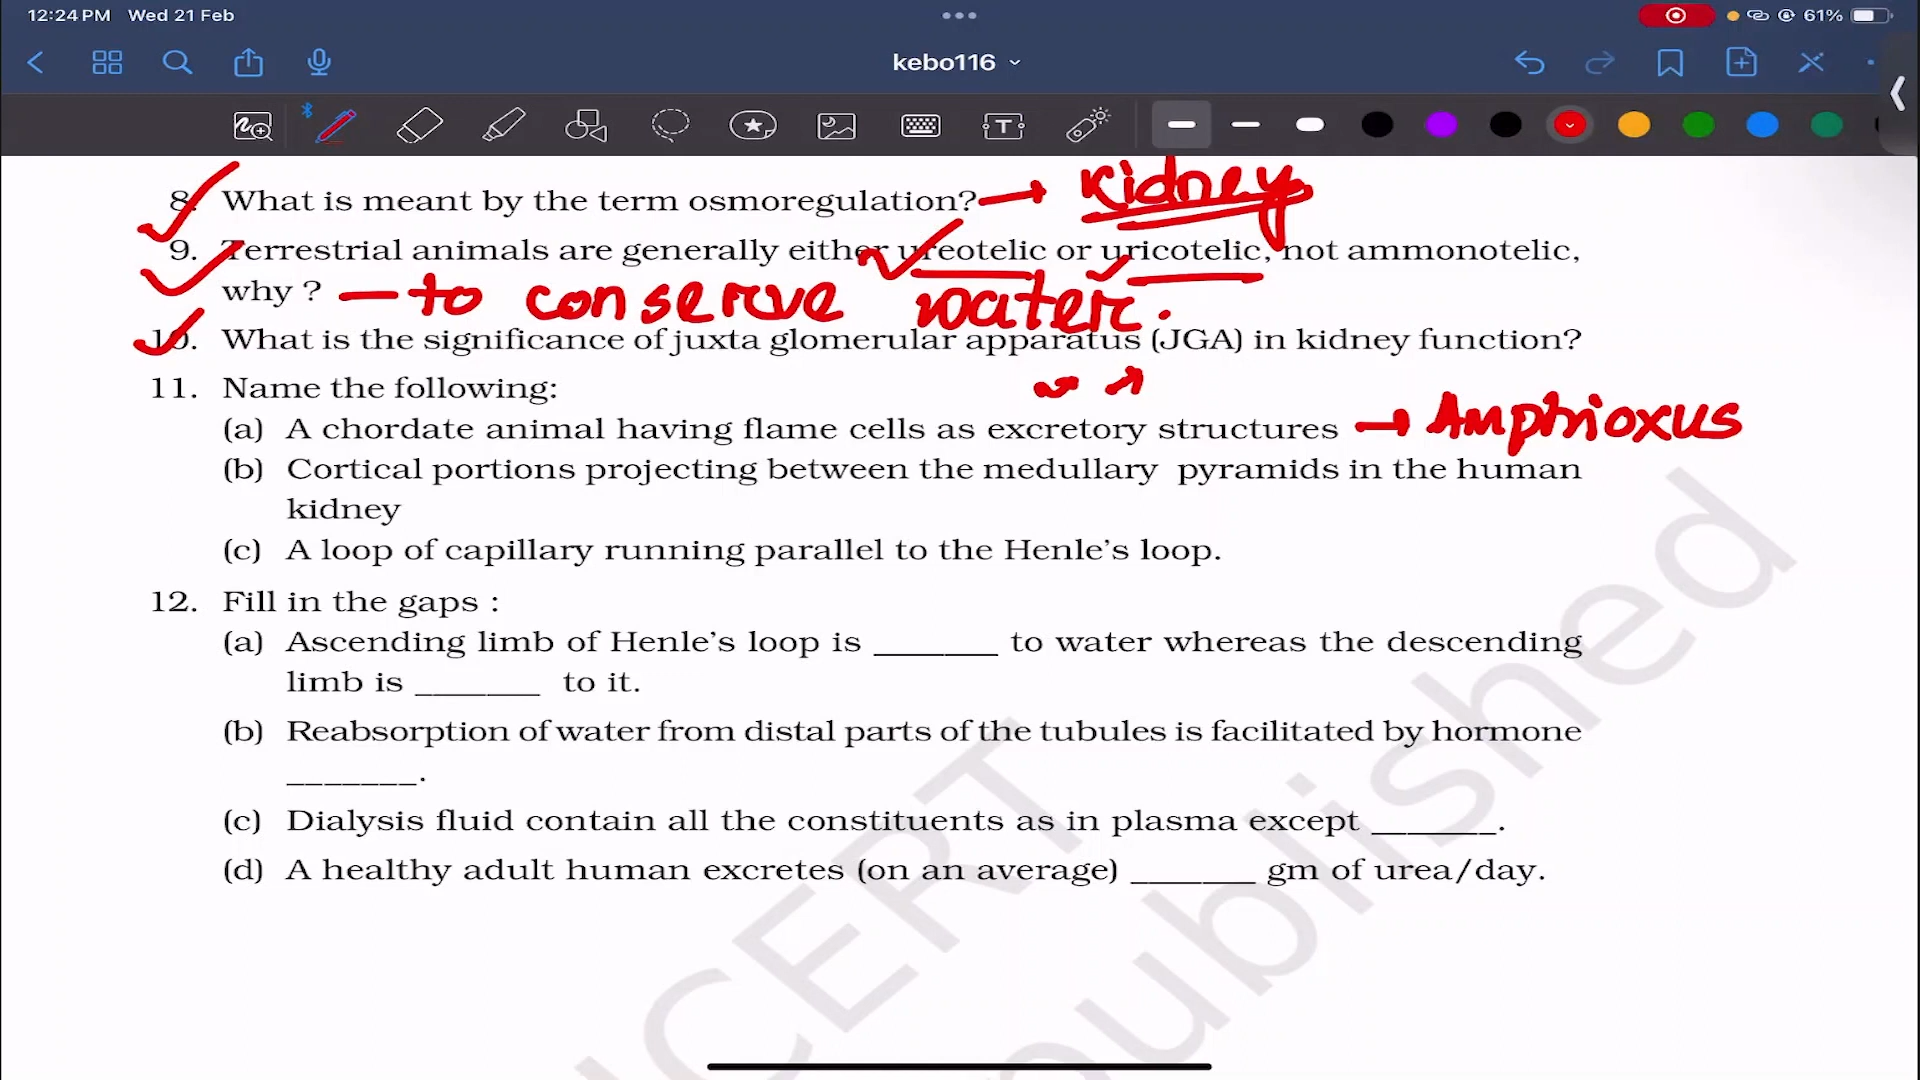 12:24 PM Wed 21 Feb
61%
kebo116
8. What is meant by the term osmoregulation? → kidney
9. Terrestrial animals are generally either ureotelic or uricotelic, not ammonotelic,
why ? — to conserve water.
10. What is the significance of juxta glomerular apparatus (JGA) in kidney function?
11. Name the following:
(a) A chordate animal having flame cells as excretory structures → Amphioxus
(b) Cortical portions projecting between the medullary pyramids in the human
kidney
(c) A loop of capillary running parallel to the Henle's loop.
12. Fill in the gaps :
(a) Ascending limb of Henle's loop is _______ to water whereas the descending
limb is _______ to it.
(b) Reabsorption of water from distal parts of the tubules is facilitated by hormone
_______.
(c) Dialysis fluid contain all the constituents as in plasma except _______.
(d) A healthy adult human excretes (on an average) _______ gm of urea/day.
NCERT
published